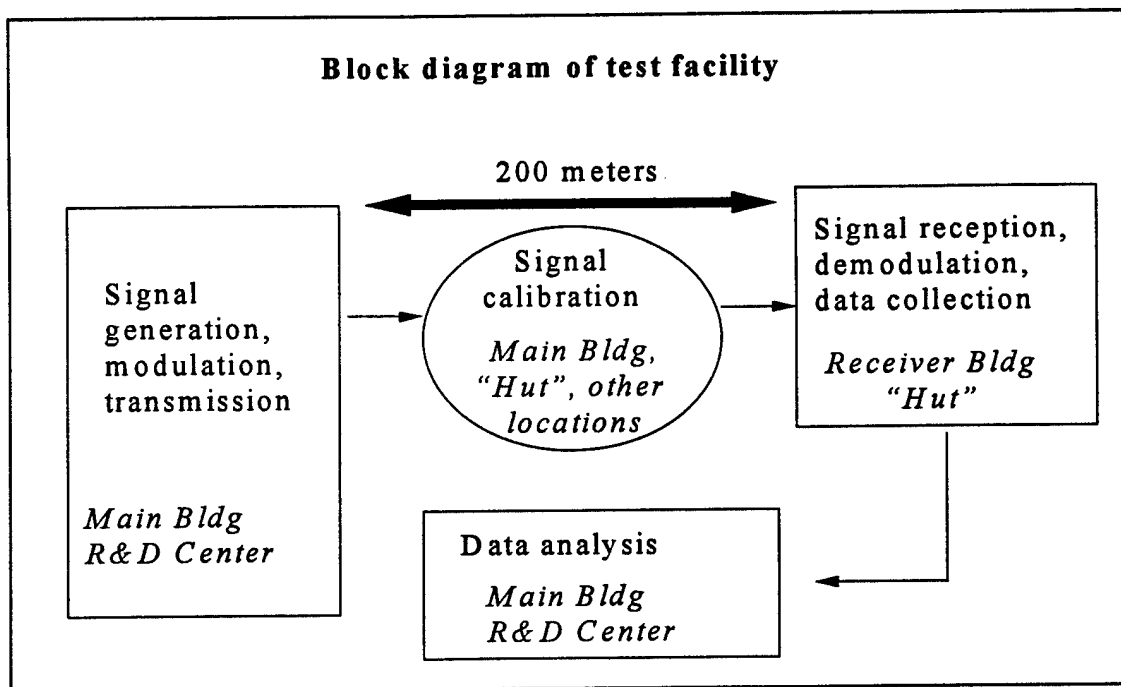 Block diagram of test facility
200 meters
Signal
generation,
modulation,
transmission
Main Bldg
R&D Center
Signal
calibration
Main Bldg,
“Hut”, other
locations
Signal reception,
demodulation,
data collection
Receiver Bldg
“Hut”
Data analysis
Main Bldg
R&D Center